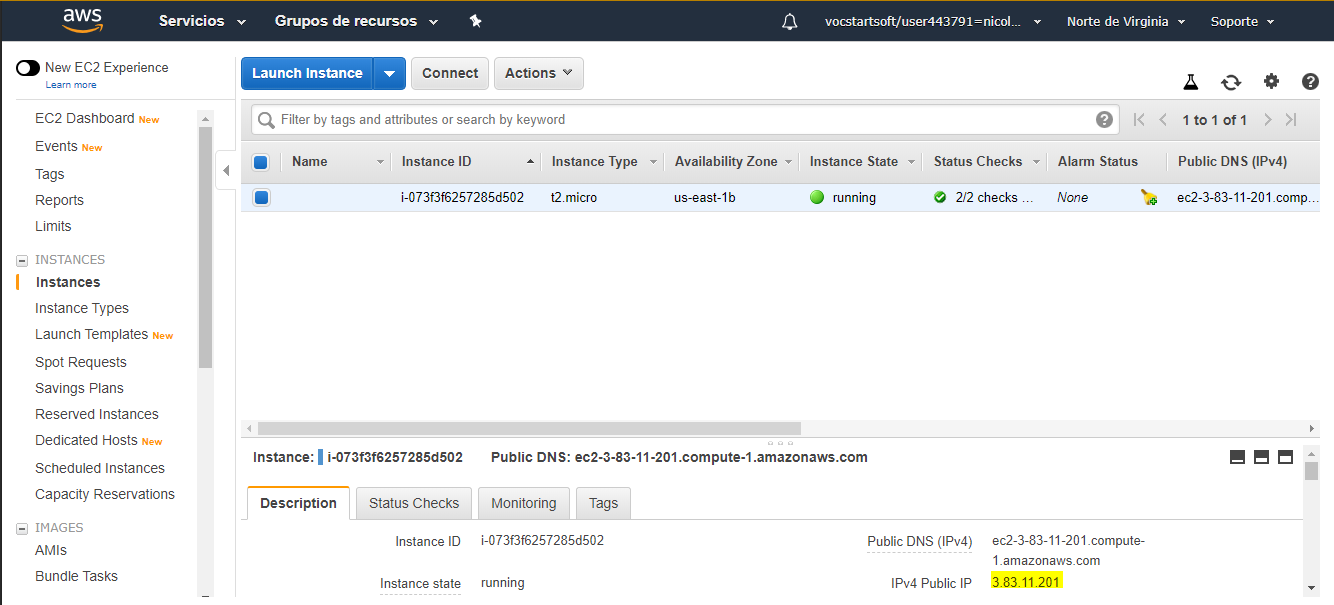 aws Servicios Grupos de recursos vocstartsoft/user443791=nicol... Norte de Virginia Soporte
New EC2 Experience
Learn more
Launch Instance Connect Actions
EC2 Dashboard New
Events New
Tags
Reports
Limits
INSTANCES
Instances
Instance Types
Launch Templates New
Spot Requests
Savings Plans
Reserved Instances
Dedicated Hosts New
Scheduled Instances
Capacity Reservations
IMAGES
AMIs
Bundle Tasks
Filter by tags and attributes or search by keyword
1 to 1 of 1
Name Instance ID Instance Type Availability Zone Instance State Status Checks Alarm Status Public DNS (IPv4)
i-073f3f6257285d502 t2.micro us-east-1b running 2/2 checks ... None ec2-3-83-11-201.comp...
Instance: i-073f3f6257285d502 Public DNS: ec2-3-83-11-201.compute-1.amazonaws.com
Description Status Checks Monitoring Tags
Instance ID i-073f3f6257285d502 Public DNS (IPv4) ec2-3-83-11-201.compute-
1.amazonaws.com
Instance state running IPv4 Public IP 3.83.11.201